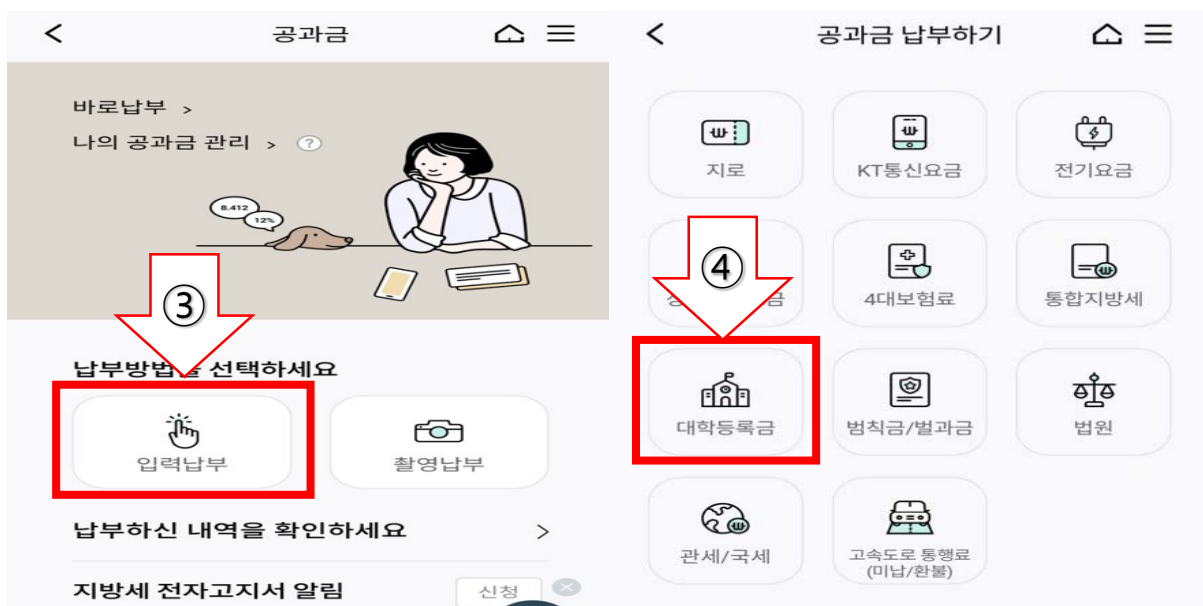 공과금
바로납부 >
나의 공과금 관리 > ?
8.412
12%
③
납부방법을 선택하세요
입력납부
촬영납부
납부하신 내역을 확인하세요 >
지방세 전자고지서 알림
신청
공과금 납부하기
지로
KT통신요금
전기요금
④
금
4대보험료
통합지방세
대학등록금
범칙금/벌과금
법원
관세/국세
고속도로 통행료
(미납/환불)